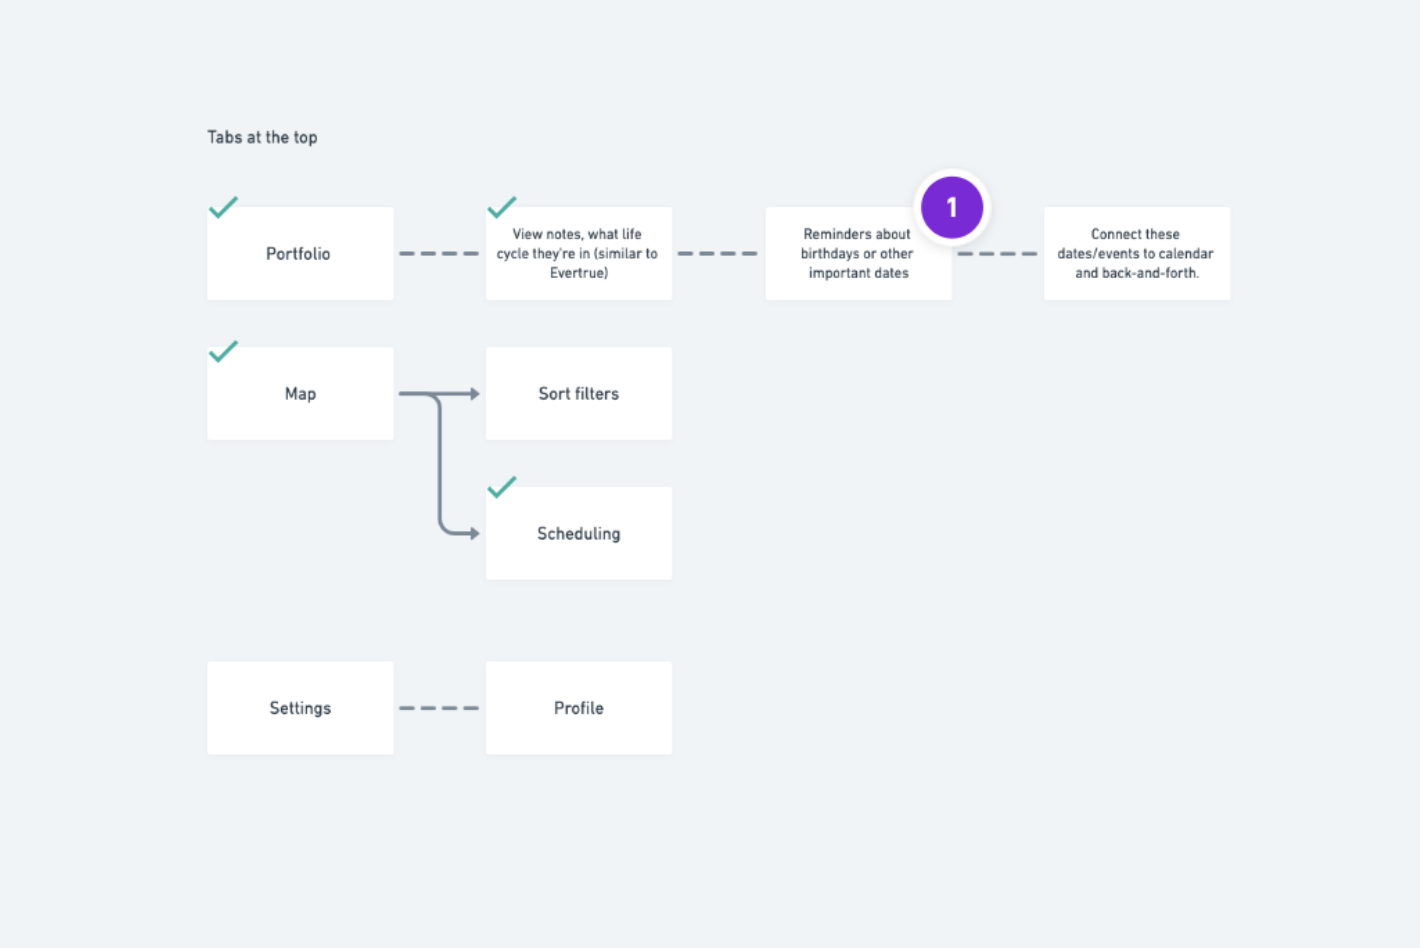 Tabs at the top
Portfolio
View notes, what life
cycle they're in (similar to
Evertrue)
Reminders about
birthdays or other
important dates
1
Connect these
dates/events to calendar
and back-and-forth.
Map
Sort filters
Scheduling
Settings
Profile